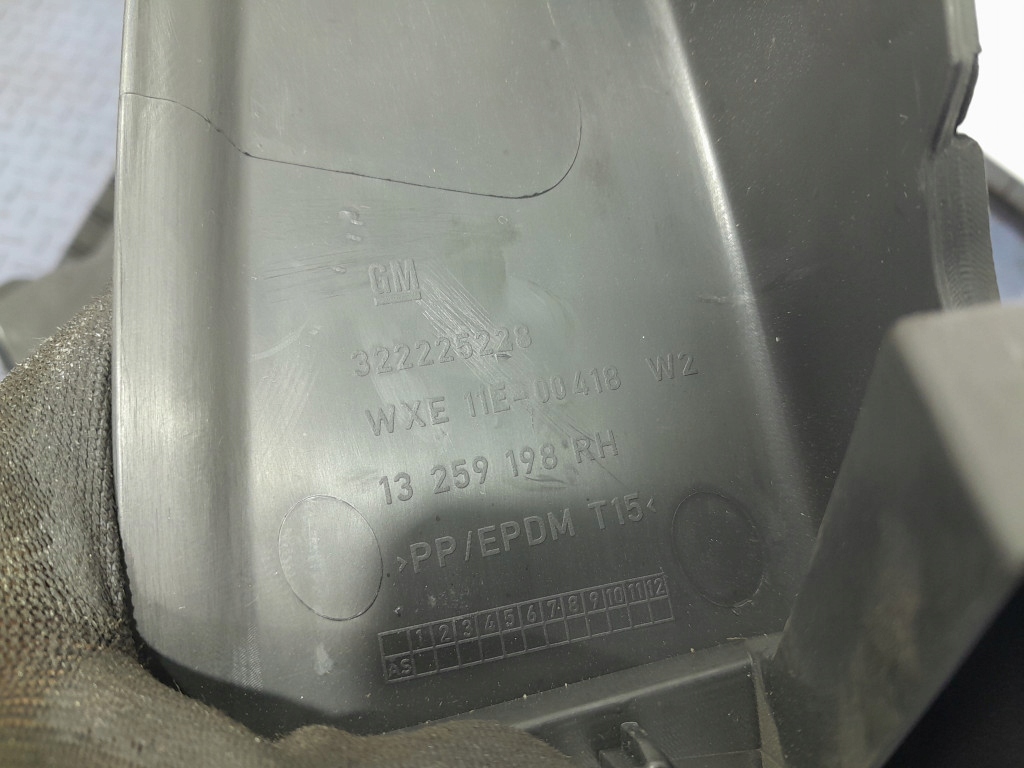 GM
322225228
WXE 11E-00418 W2
13 259 198 RH
>PP/EPDM T15<
1 2 3 4 5 6 7 8 9 10 11 12
AS